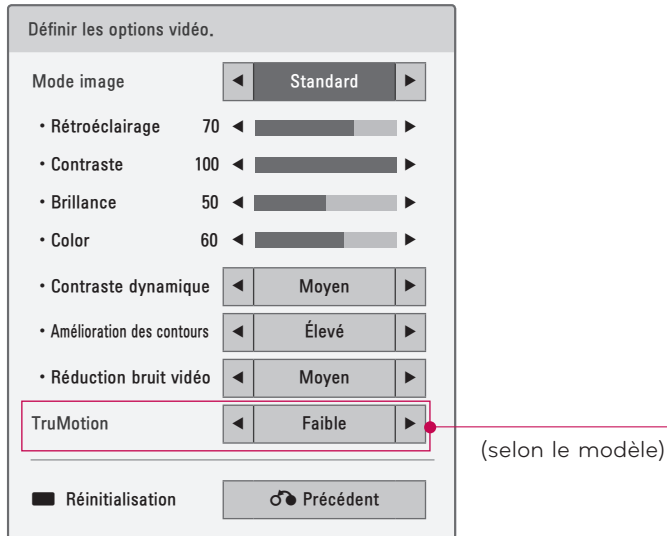 Définir les options vidéo.
Mode image ◄ Standard ►
• Rétroéclairage 70 ◄ ►
• Contraste 100 ◄ ►
• Brillance 50 ◄ ►
• Color 60 ◄ ►
• Contraste dynamique ◄ Moyen ►
• Amélioration des contours ◄ Élevé ►
• Réduction bruit vidéo ◄ Moyen ►
TruMotion ◄ Faible ►
(selon le modèle)
Réinitialisation Précédent